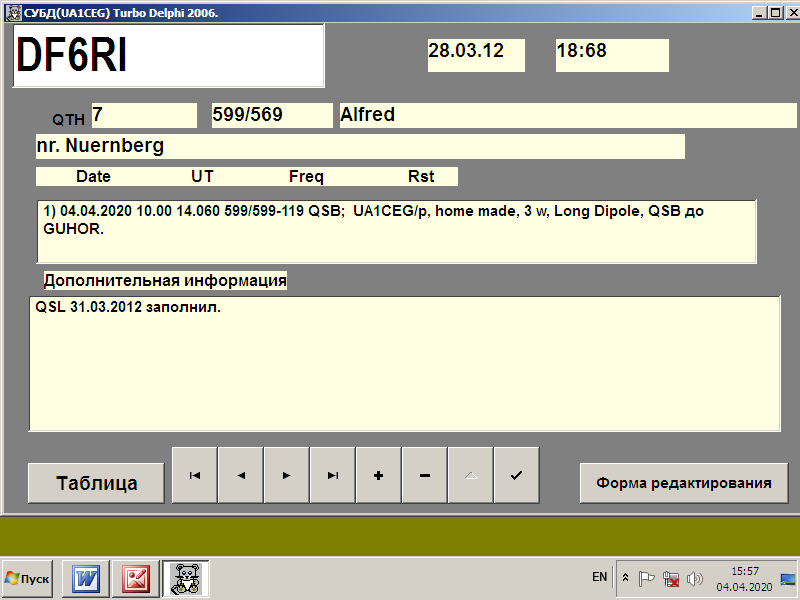 СУБД(UA1CEG) Turbo Delphi 2006.
DF6RI
28.03.12
18:68
QTH 7 599/569 Alfred
nr. Nuernberg
Date UT Freq Rst
1) 04.04.2020 10.00 14.060 599/599-119 QSB; UA1CEG/p, home made, 3 w, Long Dipole, QSB до
GUHOR.
Дополнительная информация
QSL 31.03.2012 заполнил.
Таблица
Форма редактирования
Пуск
EN
15:57
04.04.2020